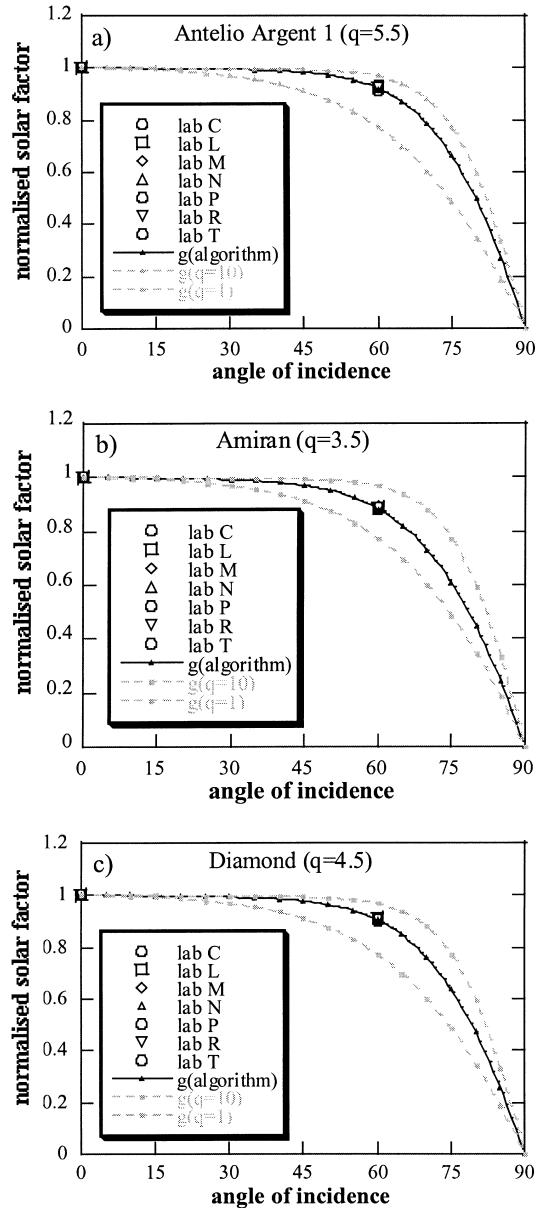 a) Antelio Argent 1 (q=5.5)
normalised solar factor
1.2
1
0.8
0.6
0.4
0.2
0
lab C
lab L
lab M
lab N
lab P
lab R
lab T
g(algorithm)
g(q=10)
g(q=1)
0 15 30 45 60 75 90
angle of incidence
b) Amiran (q=3.5)
normalised solar factor
1.2
1
0.8
0.6
0.4
0.2
0
lab C
lab L
lab M
lab N
lab P
lab R
lab T
g(algorithm)
g(q=10)
g(q=1)
0 15 30 45 60 75 90
angle of incidence
c) Diamond (q=4.5)
normalised solar factor
1.2
1
0.8
0.6
0.4
0.2
0
lab C
lab L
lab M
lab N
lab P
lab R
lab T
g(algorithm)
g(q=10)
g(q=1)
0 15 30 45 60 75 90
angle of incidence